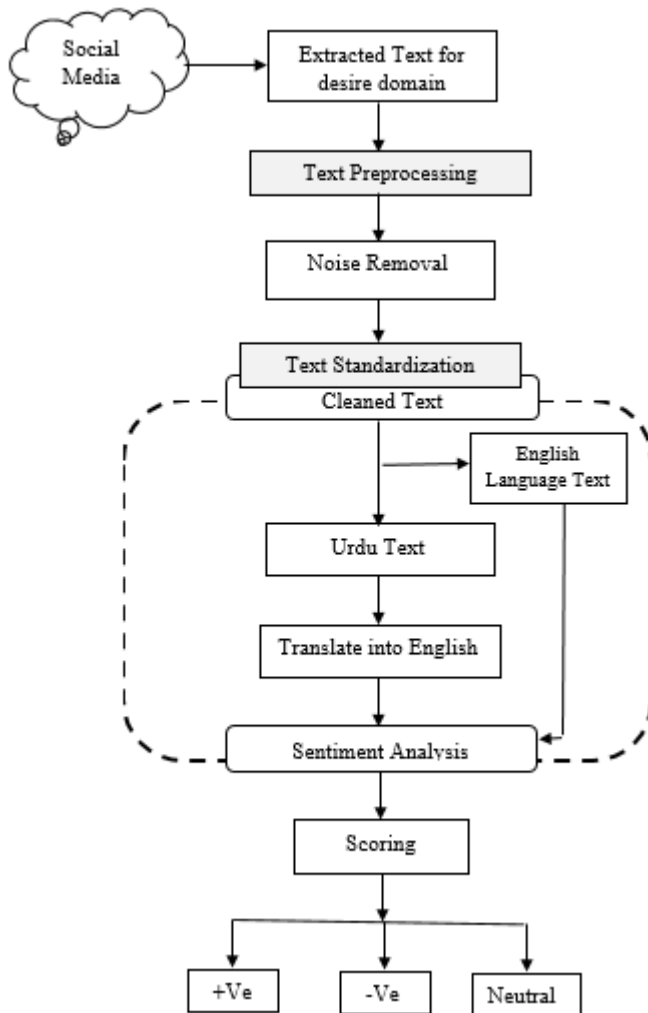 Social
Media
Extracted Text for
desire domain
Text Preprocessing
Noise Removal
Text Standardization
Cleaned Text
English
Language Text
Urdu Text
Translate into English
Sentiment Analysis
Scoring
+Ve
-Ve
Neutral